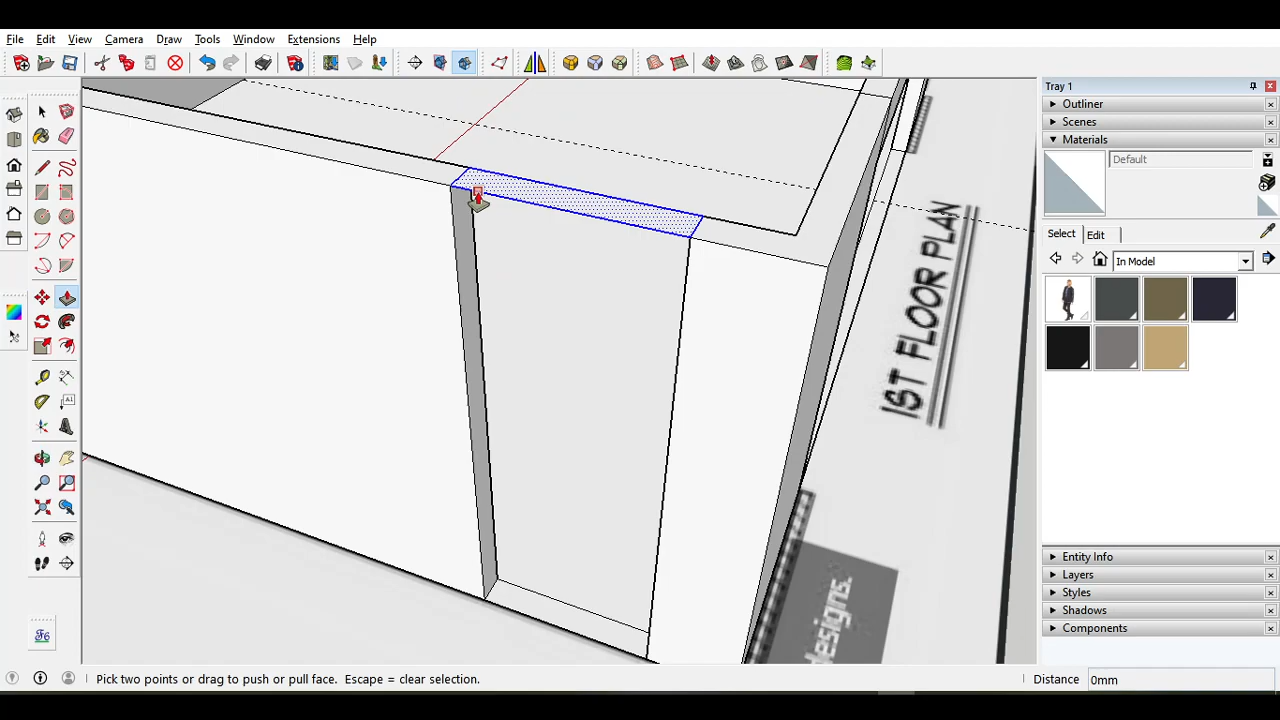 File Edit View Camera Draw Tools Window Extensions Help
Tray 1
Outliner
Scenes
Materials
Default
Select Edit
In Model
1ST FLOOR PLAN
designs.
Entity Info
Layers
Styles
Shadows
Components
Pick two points or drag to push or pull face. Escape = clear selection.
Distance 0mm